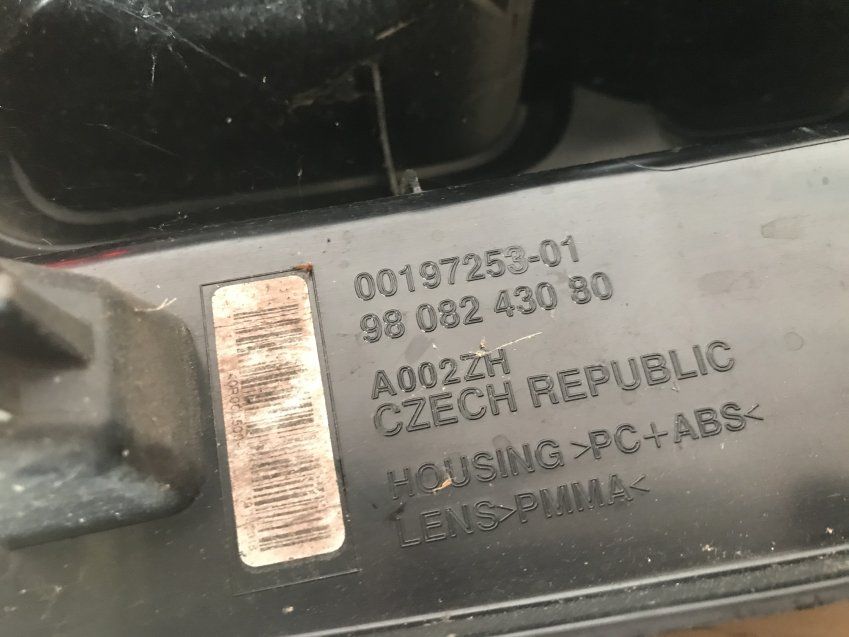 00197253-01
98 082 430 80
A002ZH
CZECH REPUBLIC
HOUSING >PC+ABS<
LENS>PMMA<